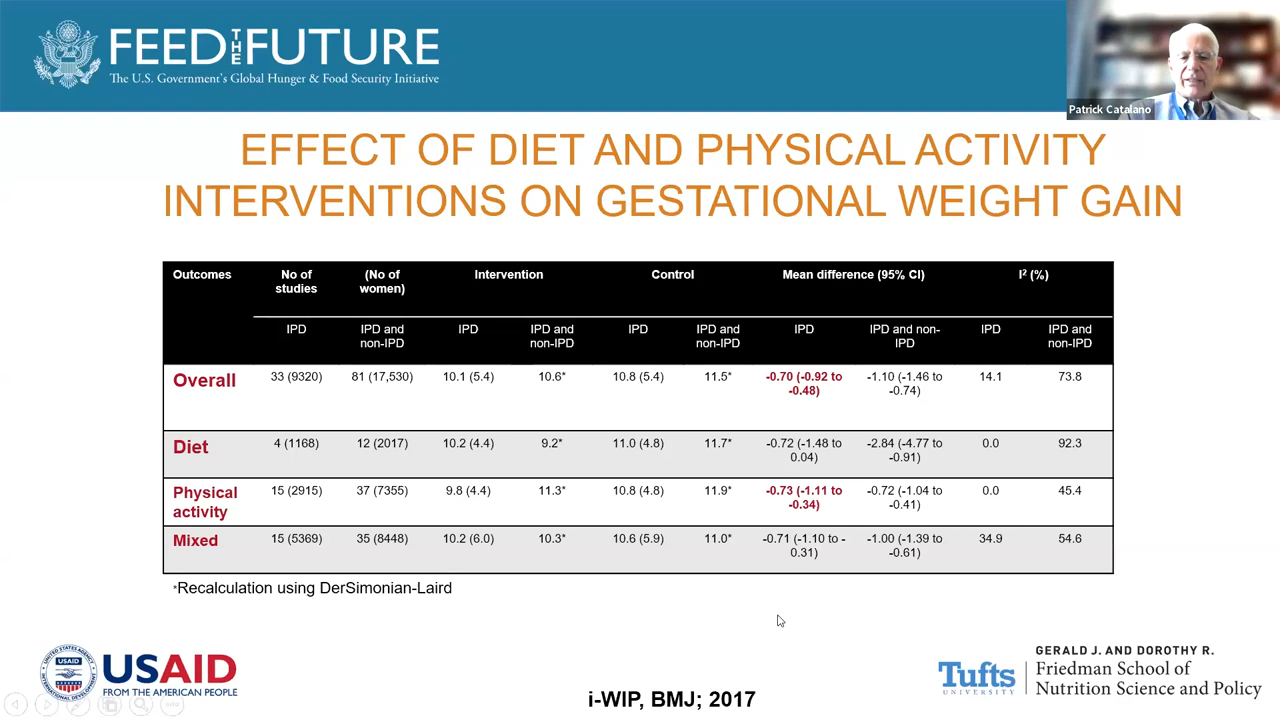 FEED THE FUTURE
The U.S. Government's Global Hunger & Food Security Initiative
Patrick Catalano
EFFECT OF DIET AND PHYSICAL ACTIVITY
INTERVENTIONS ON GESTATIONAL WEIGHT GAIN
Outcomes No of studies (No of women) Intervention Control Mean difference (95% CI) I² (%)
IPD IPD and non-IPD IPD IPD and non-IPD IPD IPD and non-IPD IPD IPD and non-IPD IPD IPD and non-IPD
Overall 33 (9320) 81 (17,530) 10.1 (5.4) 10.6* 10.8 (5.4) 11.5* -0.70 (-0.92 to -0.48) -1.10 (-1.46 to -0.74) 14.1 73.8
Diet 4 (1168) 12 (2017) 10.2 (4.4) 9.2* 11.0 (4.8) 11.7* -0.72 (-1.48 to 0.04) -2.84 (-4.77 to -0.91) 0.0 92.3
Physical activity 15 (2915) 37 (7355) 9.8 (4.4) 11.3* 10.8 (4.8) 11.9* -0.73 (-1.11 to -0.34) -0.72 (-1.04 to -0.41) 0.0 45.4
Mixed 15 (5369) 35 (8448) 10.2 (6.0) 10.3* 10.6 (5.9) 11.0* -0.71 (-1.10 to -0.31) -1.00 (-1.39 to -0.61) 34.9 54.6
*Recalculation using DerSimonian-Laird
USAID
FROM THE AMERICAN PEOPLE
i-WIP, BMJ; 2017
Tufts
UNIVERSITY
GERALD J. AND DOROTHY R.
Friedman School of
Nutrition Science and Policy